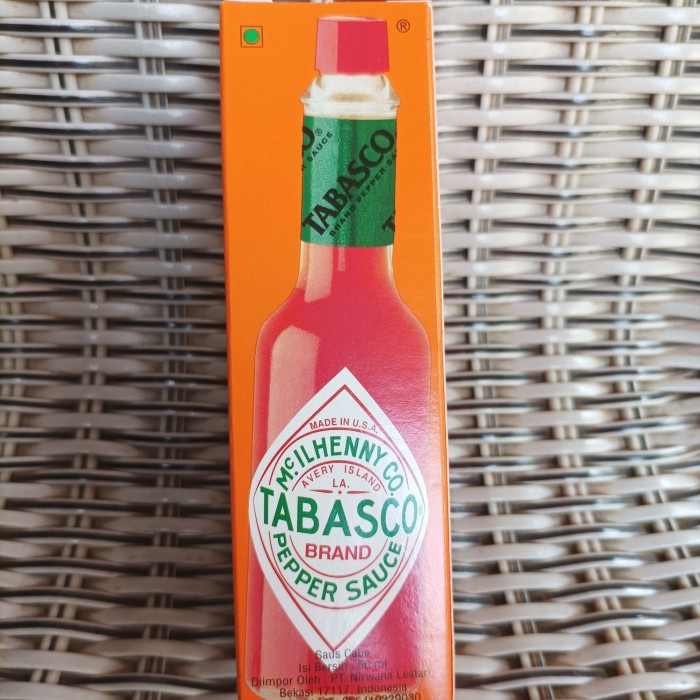 ®
TABASCO
BRAND PEPPER SA
SAUCE
MADE IN U.S.A.
McILHENNY CO.
AVERY ISLAND
LA.
TABASCO®
BRAND
PEPPER SAUCE
Saus Cabe
Isi Bersih : 60 ml
Diimpor Oleh : PT. Nirwana Lestari
Bekasi 17117, Indonesia